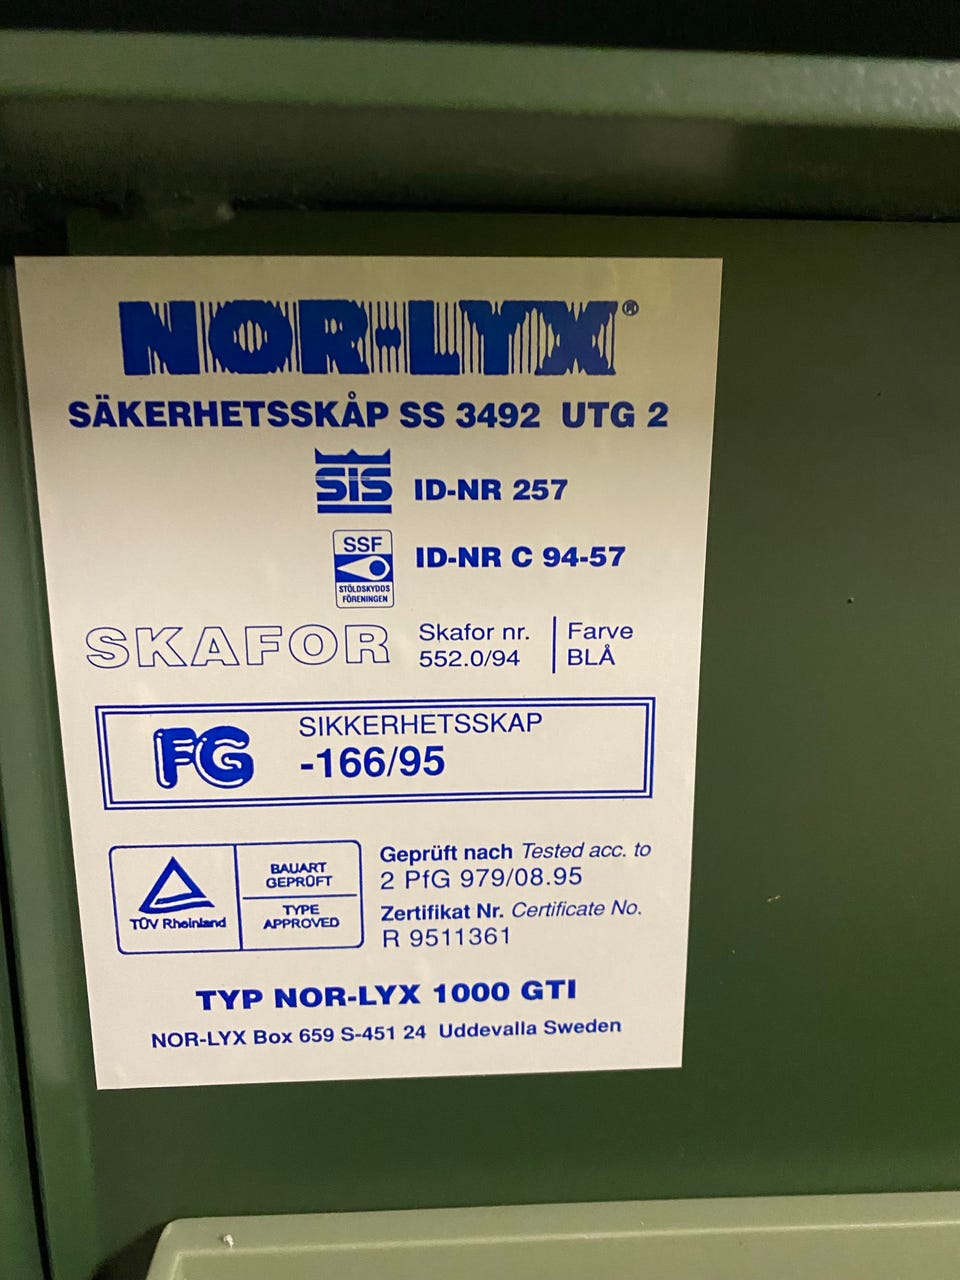 NOR-LYX®
SÄKERHETSSKÅP SS 3492 UTG 2
SIS ID-NR 257
SSF
STÖLDSKYDDS
FÖRENINGEN
ID-NR C 94-57
SKAFOR
Skafor nr.
552.0/94
Farve
BLÅ
FG
SIKKERHETSSKAP
-166/95
TÜV Rheinland
BAUART
GEPRÜFT
TYPE
APPROVED
Geprüft nach Tested acc. to
2 PfG 979/08.95
Zertifikat Nr. Certificate No.
R 9511361
TYP NOR-LYX 1000 GTI
NOR-LYX Box 659 S-451 24 Uddevalla Sweden